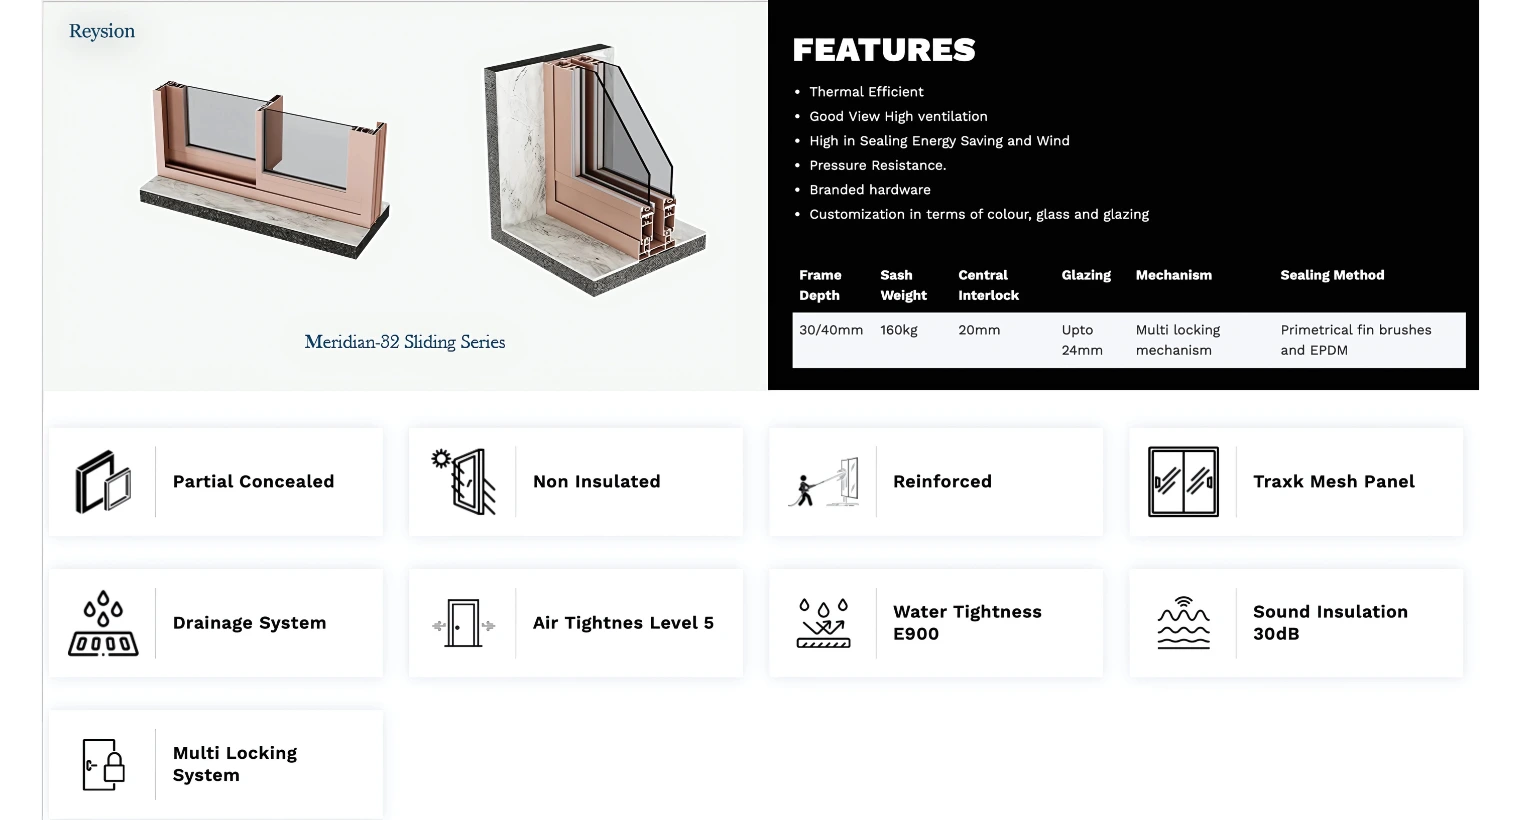 Reysion
Meridian-32 Sliding Series
FEATURES
• Thermal Efficient
• Good View High ventilation
• High in Sealing Energy Saving and Wind
• Pressure Resistance.
• Branded hardware
• Customization in terms of colour, glass and glazing
Frame Depth Sash Weight Central Interlock Glazing Mechanism Sealing Method
30/40mm 160kg 20mm Upto 24mm Multi locking mechanism Primetrical fin brushes and EPDM
Partial Concealed
Non Insulated
Reinforced
Traxk Mesh Panel
Drainage System
Air Tightnes Level 5
Water Tightness
E900
Sound Insulation
30dB
Multi Locking
System